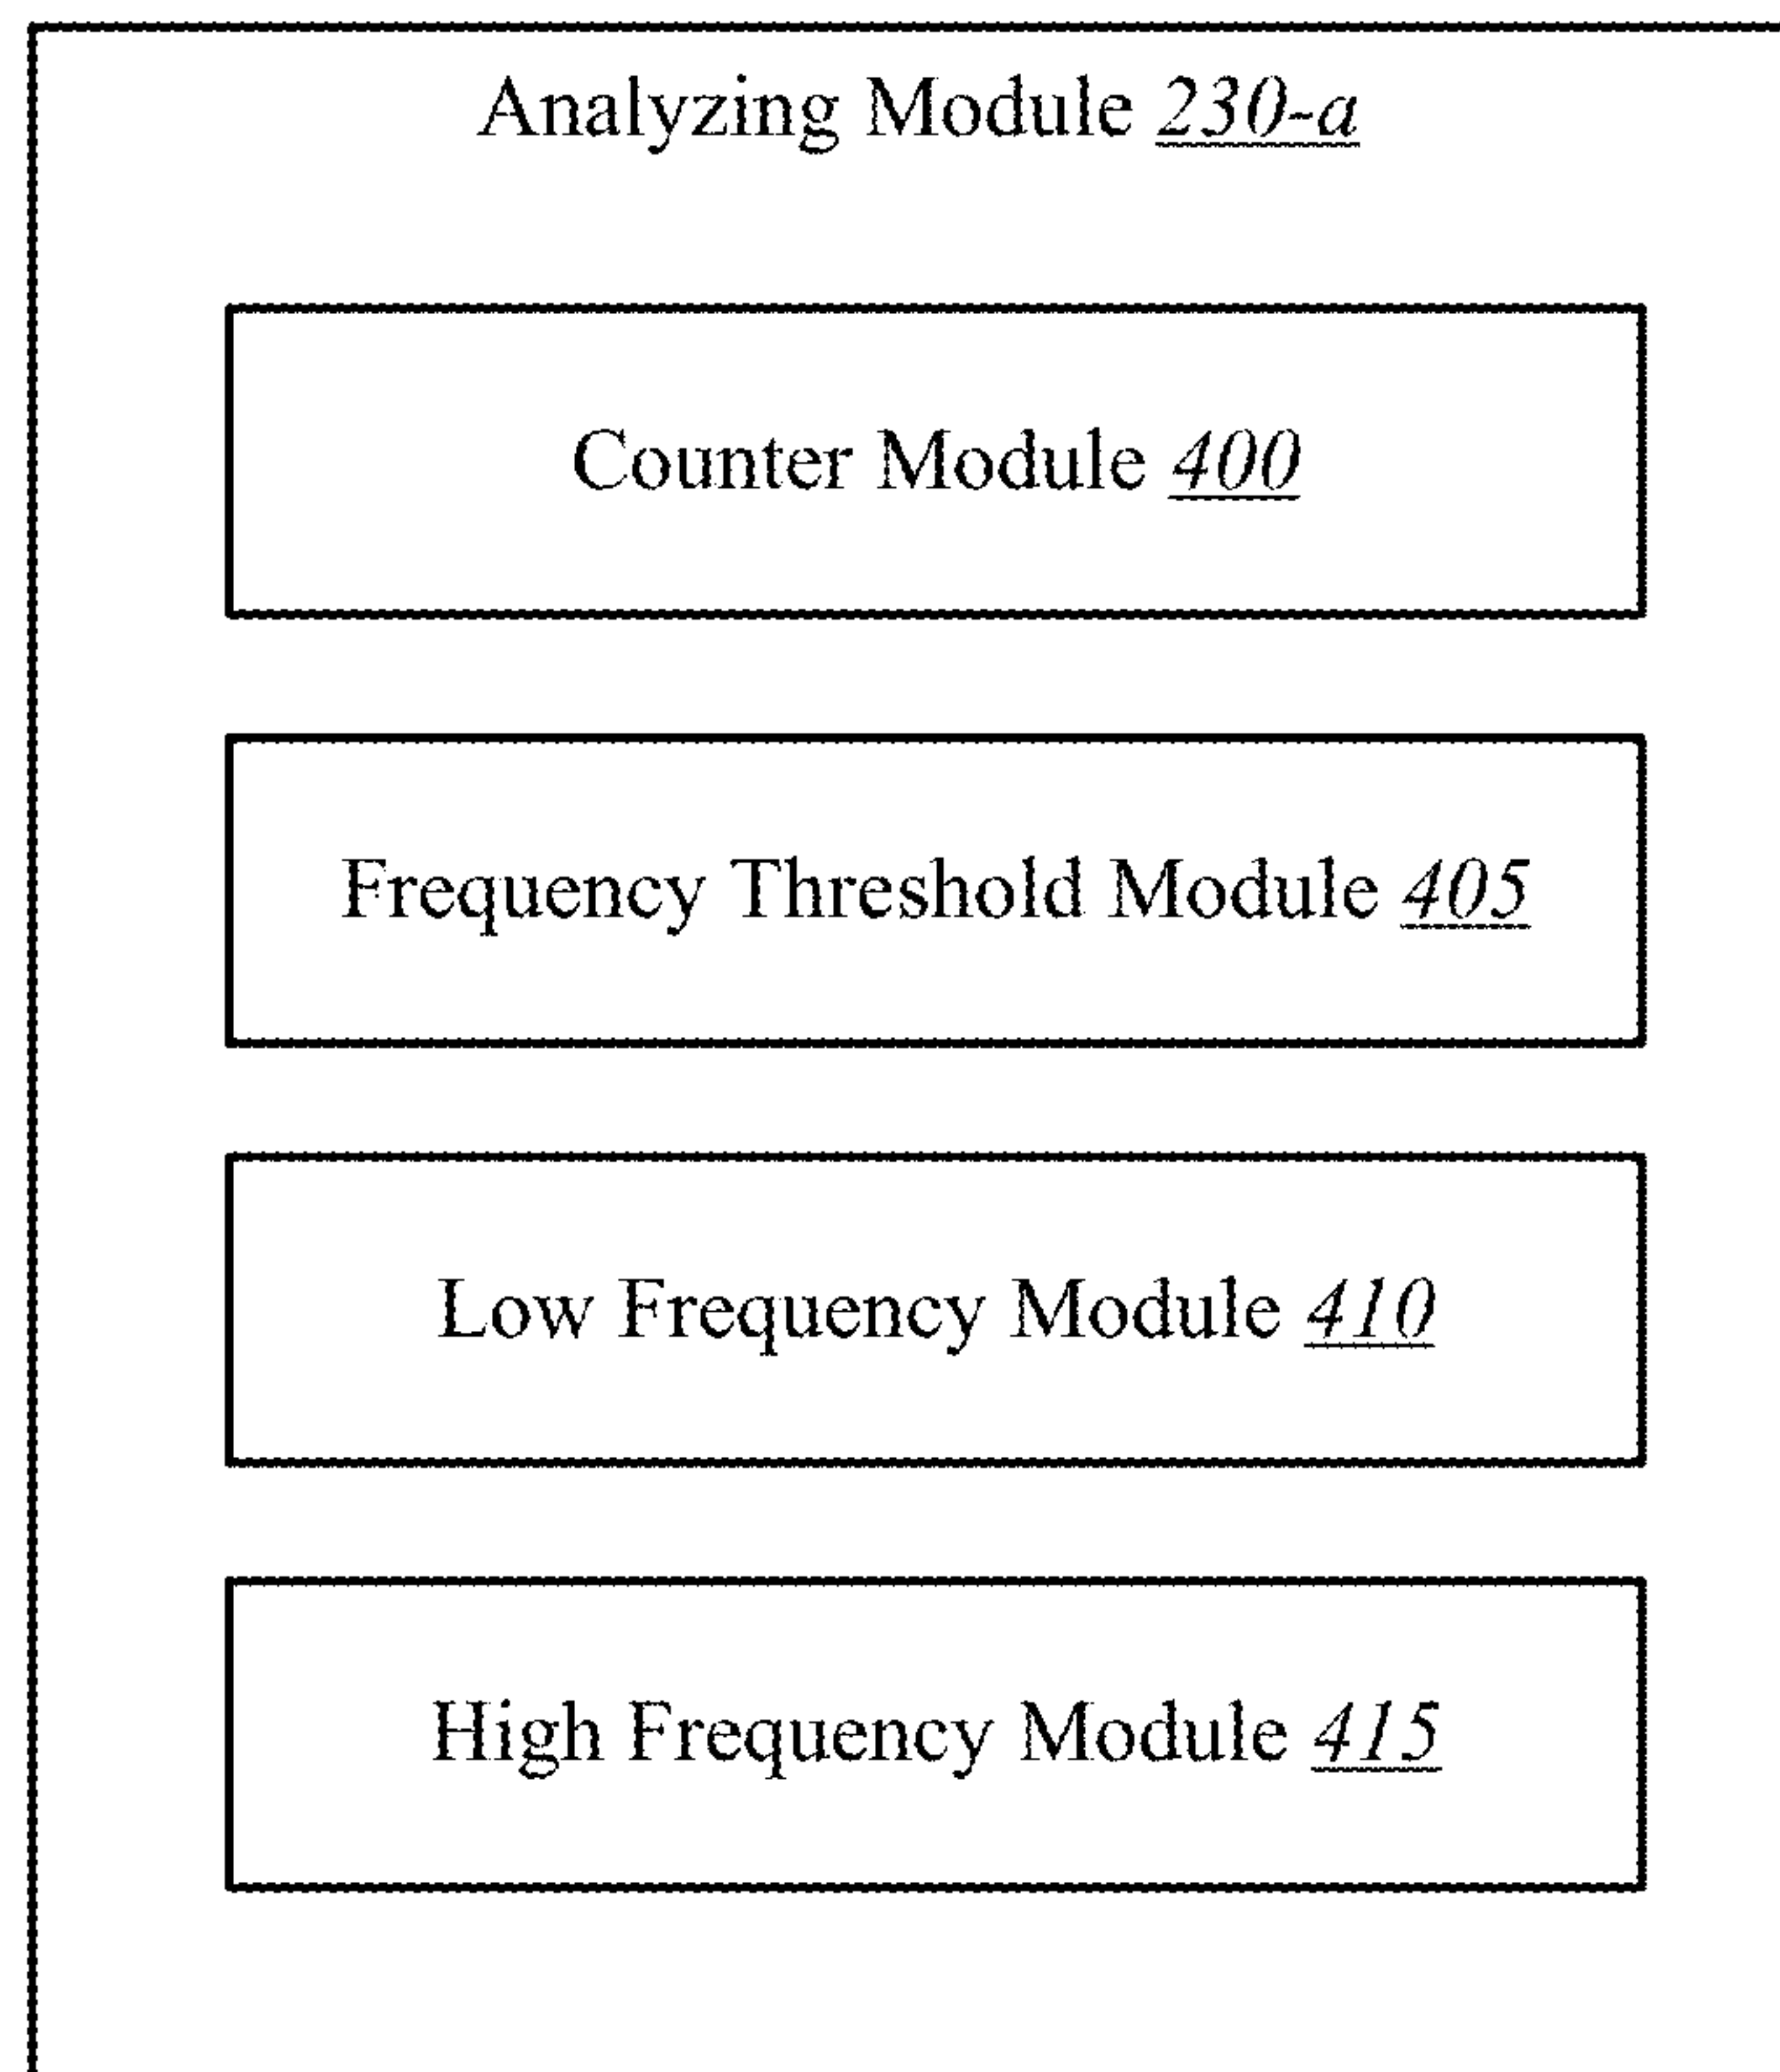 Analyzing Module 230-a
Counter Module 400
Frequency Threshold Module 405
Low Frequency Module 410
High Frequency Module 415